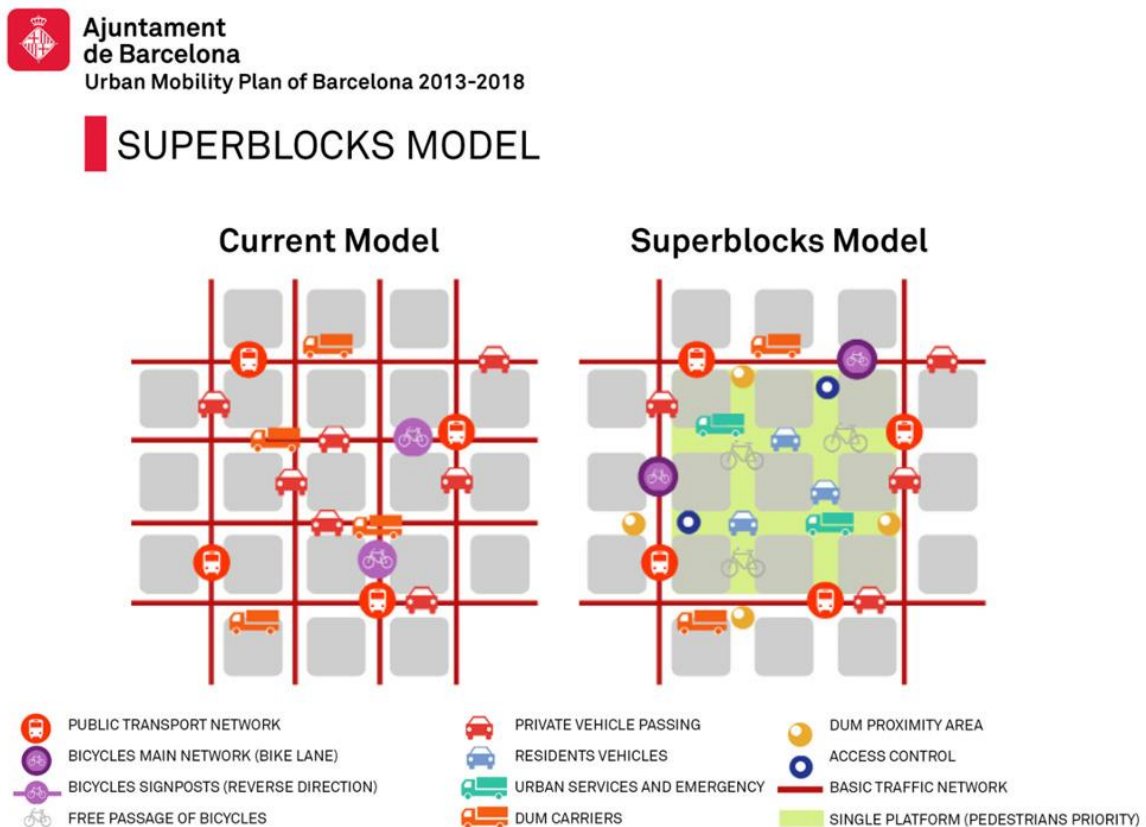 Ajuntament
de Barcelona
Urban Mobility Plan of Barcelona 2013-2018
SUPERBLOCKS MODEL
Current Model
Superblocks Model
PUBLIC TRANSPORT NETWORK
BICYCLES MAIN NETWORK (BIKE LANE)
BICYCLES SIGNPOSTS (REVERSE DIRECTION)
FREE PASSAGE OF BICYCLES
PRIVATE VEHICLE PASSING
RESIDENTS VEHICLES
URBAN SERVICES AND EMERGENCY
DUM CARRIERS
DUM PROXIMITY AREA
ACCESS CONTROL
BASIC TRAFFIC NETWORK
SINGLE PLATFORM (PEDESTRIANS PRIORITY)